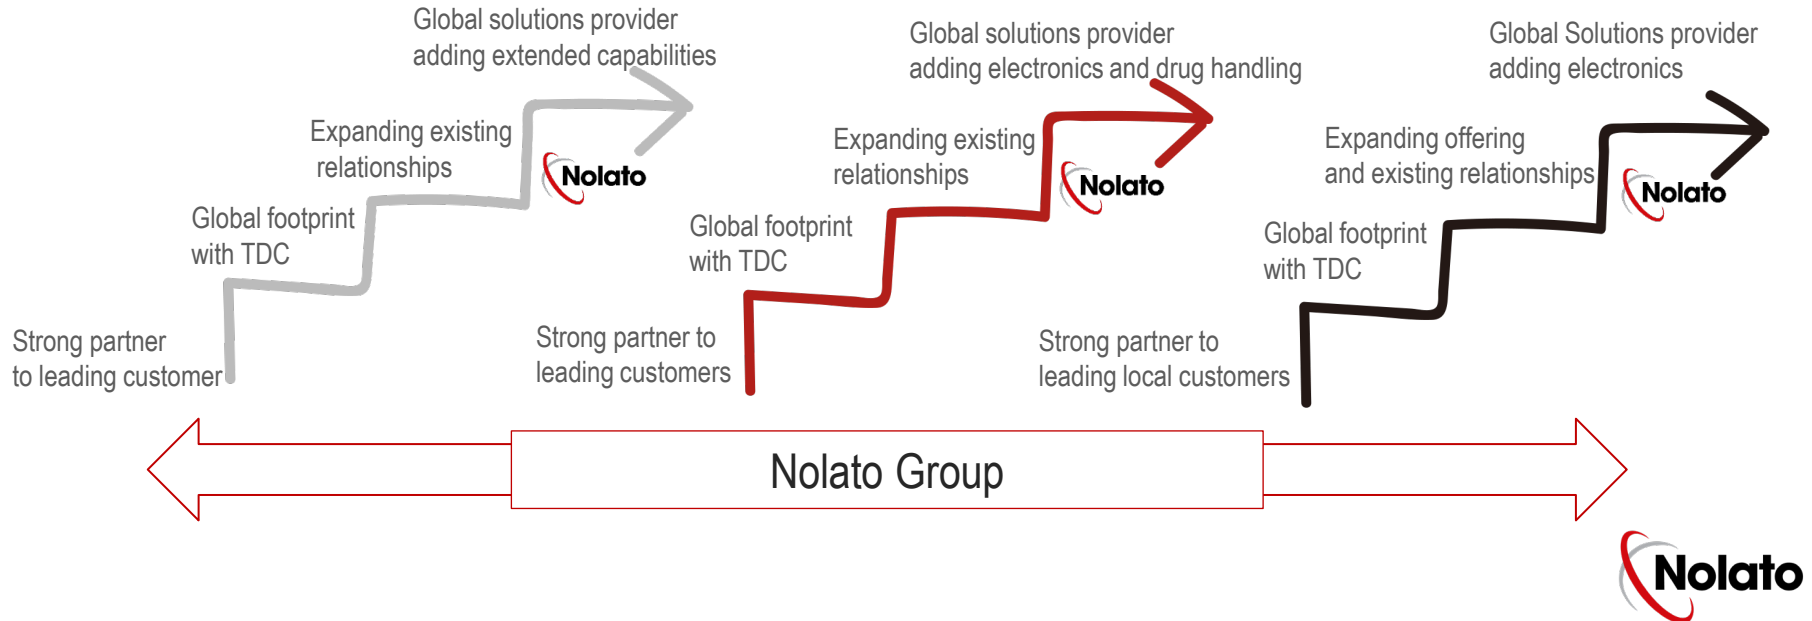 Global solutions provider
adding extended capabilities
Expanding existing
relationships
Nolato
Global footprint
with TDC
Strong partner
to leading customer
Global solutions provider
adding electronics and drug handling
Expanding existing
relationships
Nolato
Global footprint
with TDC
Strong partner to
leading customers
Global Solutions provider
adding electronics
Expanding offering
and existing relationships
Nolato
Global footprint
with TDC
Strong partner to
leading local customers
Nolato Group
Nolato